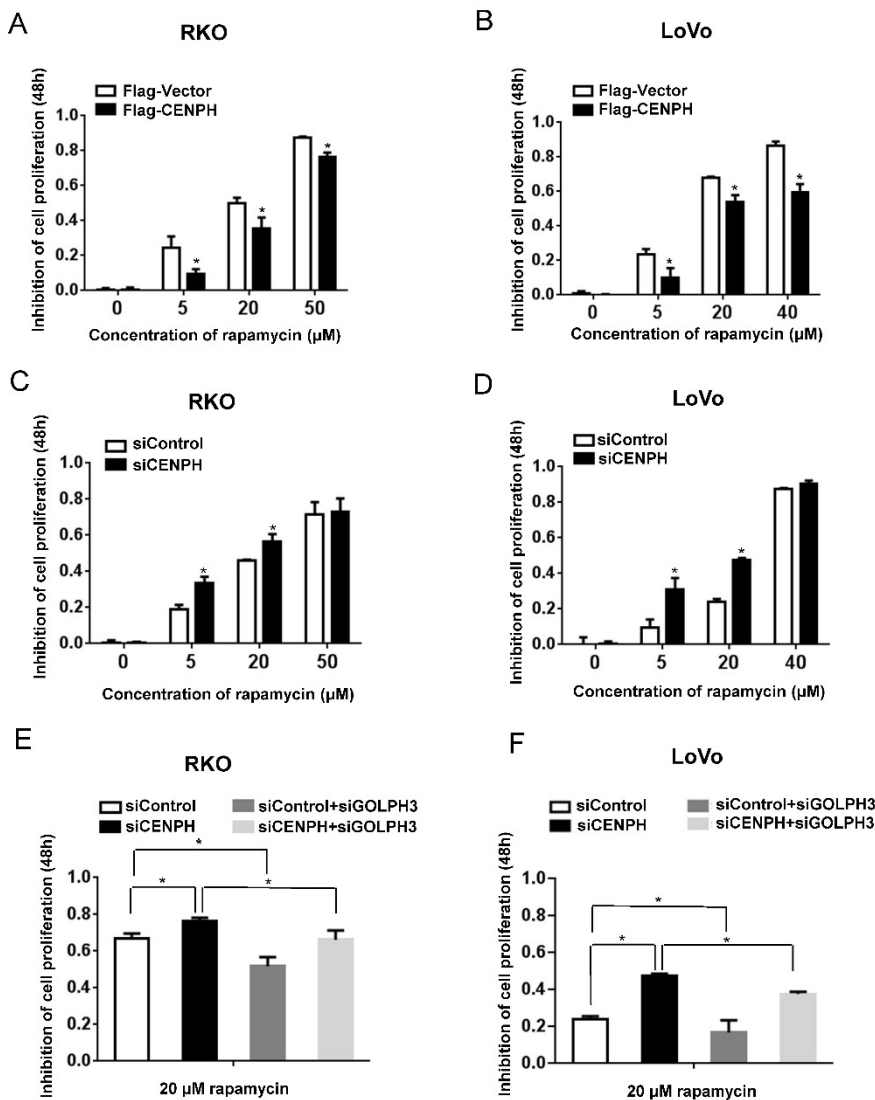 A
RKO
Flag-Vector
Flag-CENPH
Inhibition of cell proliferation (48h)
1.0
0.8
0.6
0.4
0.2
0.0
* * *
0 5 20 50
Concentration of rapamycin (µM)
B
LoVo
Flag-Vector
Flag-CENPH
Inhibition of cell proliferation (48h)
1.0
0.8
0.6
0.4
0.2
0.0
* * *
0 5 20 40
Concentration of rapamycin (µM)
C
RKO
siControl
siCENPH
Inhibition of cell proliferation (48h)
1.0
0.8
0.6
0.4
0.2
0.0
* *
0 5 20 50
Concentration of rapamycin (µM)
D
LoVo
siControl
siCENPH
Inhibition of cell proliferation (48h)
1.0
0.8
0.6
0.4
0.2
0.0
* *
0 5 20 40
Concentration of rapamycin (µM)
E
RKO
siControl siControl+siGOLPH3
siCENPH siCENPH+siGOLPH3
Inhibition of cell proliferation (48h)
1.0
0.8
0.6
0.4
0.2
0.0
*
* *
20 µM rapamycin
F
LoVo
siControl siControl+siGOLPH3
siCENPH siCENPH+siGOLPH3
Inhibition of cell proliferation (48h)
1.0
0.8
0.6
0.4
0.2
0.0
*
* *
20 µM rapamycin